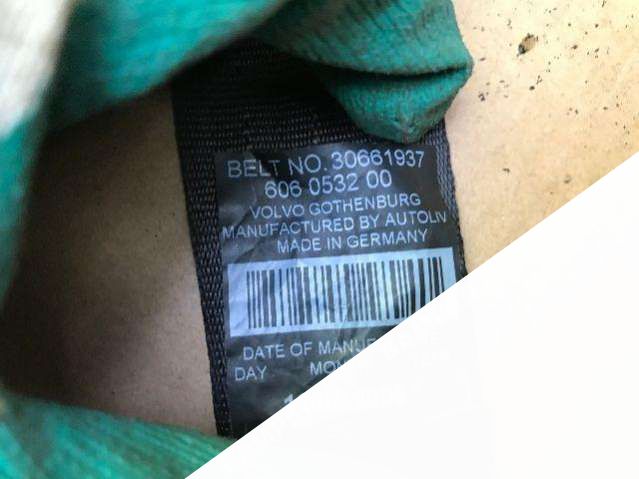 BELT NO. 30661937
606 0532 00
VOLVO GOTHENBURG
MANUFACTURED BY AUTOLIV
MADE IN GERMANY
DATE OF
DAY